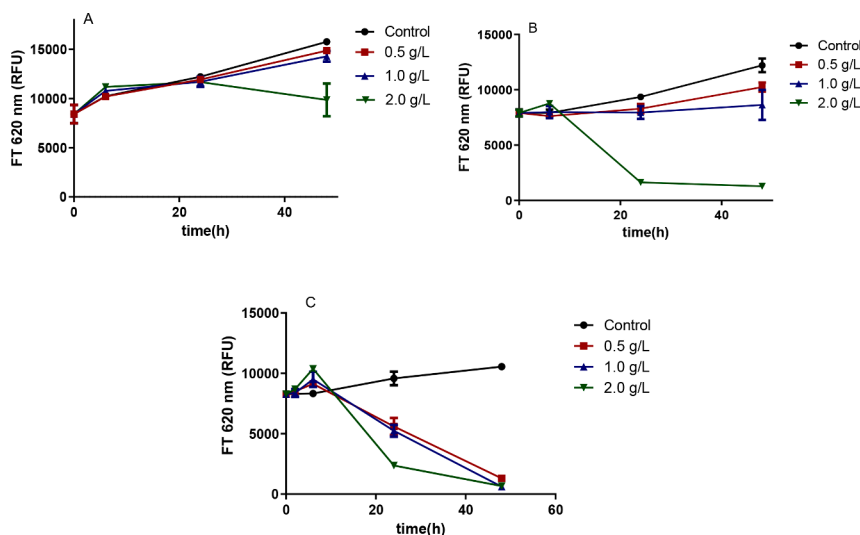 A
FT 620 nm (RFU)
15000
10000
5000
0
0
20
40
time(h)
Control
0.5 g/L
1.0 g/L
2.0 g/L
B
FT 620 nm (RFU)
15000
10000
5000
0
0
20
40
time(h)
Control
0.5 g/L
1.0 g/L
2.0 g/L
C
FT 620 nm (RFU)
15000
10000
5000
0
0
20
40
60
time(h)
Control
0.5 g/L
1.0 g/L
2.0 g/L